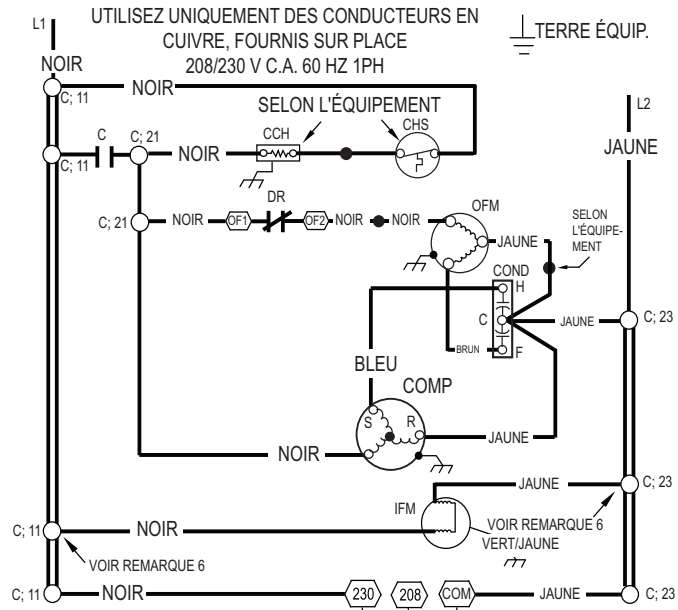 L1
UTILISEZ UNIQUEMENT DES CONDUCTEURS EN
CUIVRE, FOURNIS SUR PLACE
208/230 V C.A. 60 HZ 1PH
TERRE ÉQUIP.
NOIR
NOIR
C; 11
SELON L'ÉQUIPEMENT
L2
CCH
CHS
C
C; 21
C; 11
NOIR
JAUNE
DR
C; 21
NOIR
OF1
OF2
NOIR
NOIR
OFM
JAUNE
SELON
L'ÉQUIPE-
MENT
COND
H
C
JAUNE
C; 23
BRUN
F
BLEU
COMP
S
R
JAUNE
NOIR
JAUNE
C; 23
IFM
C; 11
NOIR
VOIR REMARQUE 6
VERT/JAUNE
VOIR REMARQUE 6
C; 11
NOIR
230
208
COM
JAUNE
C; 23